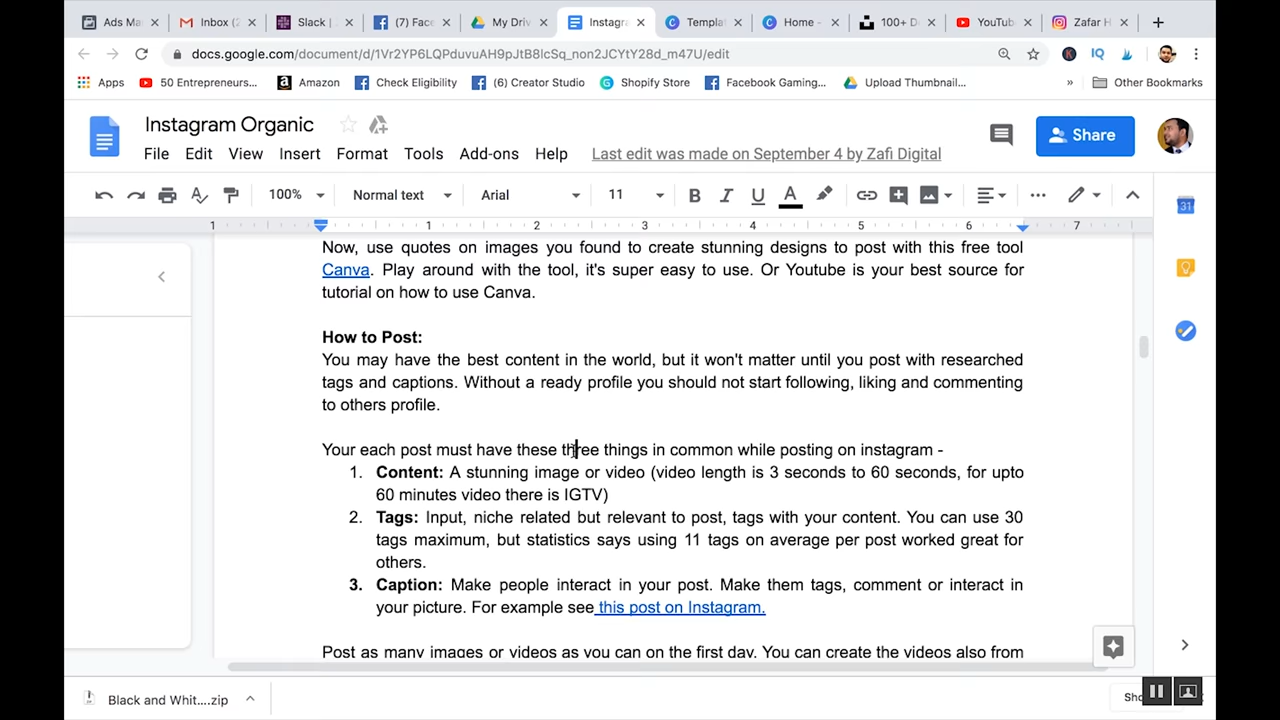 Ads Ma
Inbox (2
Slack |
(7) Face
My Driv
Instagra
Templat
Home -
100+ D
YouTub
Zafar H
docs.google.com/document/d/1Vr2YP6LQPduvuAH9pJtB8lcSq_non2JCYtY28d_m47U/edit
Apps
50 Entrepreneurs...
Amazon
Check Eligibility
(6) Creator Studio
Shopify Store
Facebook Gaming...
Upload Thumbnail...
»
Other Bookmarks
Instagram Organic
Share
File Edit View Insert Format Tools Add-ons Help Last edit was made on September 4 by Zafi Digital
100% Normal text Arial 11 B I U A
1 1 2 3 4 5 6 7
31
Now, use quotes on images you found to create stunning designs to post with this free tool
Canva. Play around with the tool, it's super easy to use. Or Youtube is your best source for
tutorial on how to use Canva.
How to Post:
You may have the best content in the world, but it won't matter until you post with researched
tags and captions. Without a ready profile you should not start following, liking and commenting
to others profile.
Your each post must have these three things in common while posting on instagram -
1. Content: A stunning image or video (video length is 3 seconds to 60 seconds, for upto
60 minutes video there is IGTV)
2. Tags: Input, niche related but relevant to post, tags with your content. You can use 30
tags maximum, but statistics says using 11 tags on average per post worked great for
others.
3. Caption: Make people interact in your post. Make them tags, comment or interact in
your picture. For example see this post on Instagram.
Post as many images or videos as you can on the first day. You can create the videos also from
Black and Whit....zip